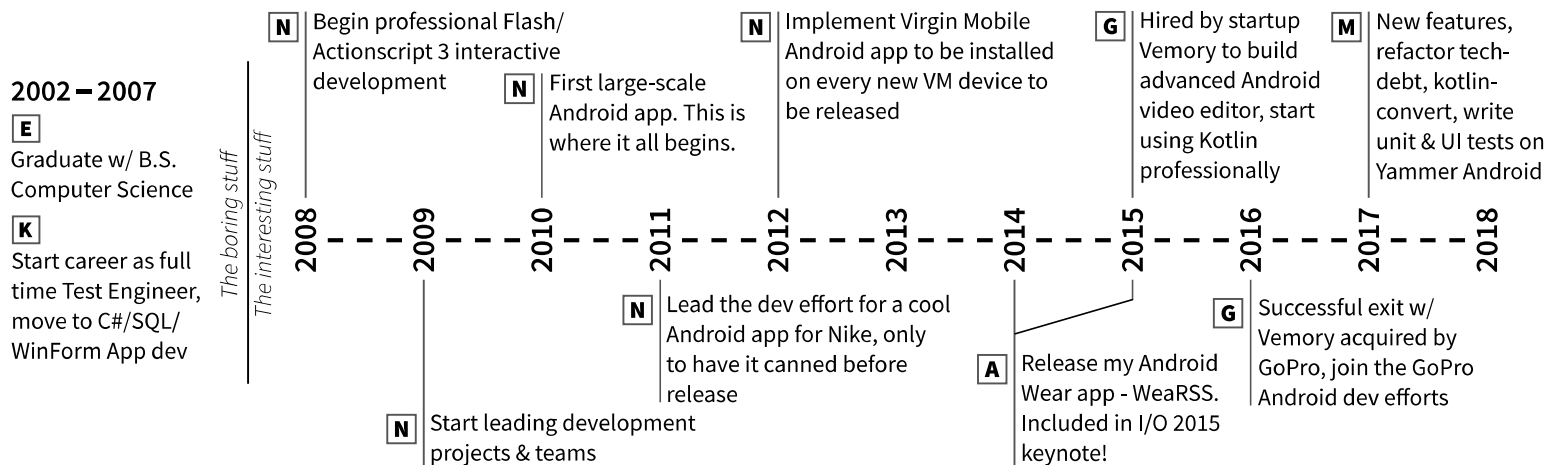 2002 – 2007
E
Graduate w/ B.S.
Computer Science
K
Start career as full
time Test Engineer,
move to C#/SQL/
WinForm App dev
The boring stuff
The interesting stuff
N
Begin professional Flash/
Actionscript 3 interactive
development
N
First large-scale
Android app. This is
where it all begins.
N
Implement Virgin Mobile
Android app to be installed
on every new VM device to
be released
G
Hired by startup
Vemory to build
advanced Android
video editor, start
using Kotlin
professionally
M
New features,
refactor tech-
debt, kotlin-
convert, write
unit & UI tests on
Yammer Android
2008
2009
2010
2011
2012
2013
2014
2015
2016
2017
2018
N
Start leading development
projects & teams
N
Lead the dev effort for a cool
Android app for Nike, only
to have it canned before
release
A
Release my Android
Wear app - WeaRSS.
Included in I/O 2015
keynote!
G
Successful exit w/
Vemory acquired by
GoPro, join the GoPro
Android dev efforts